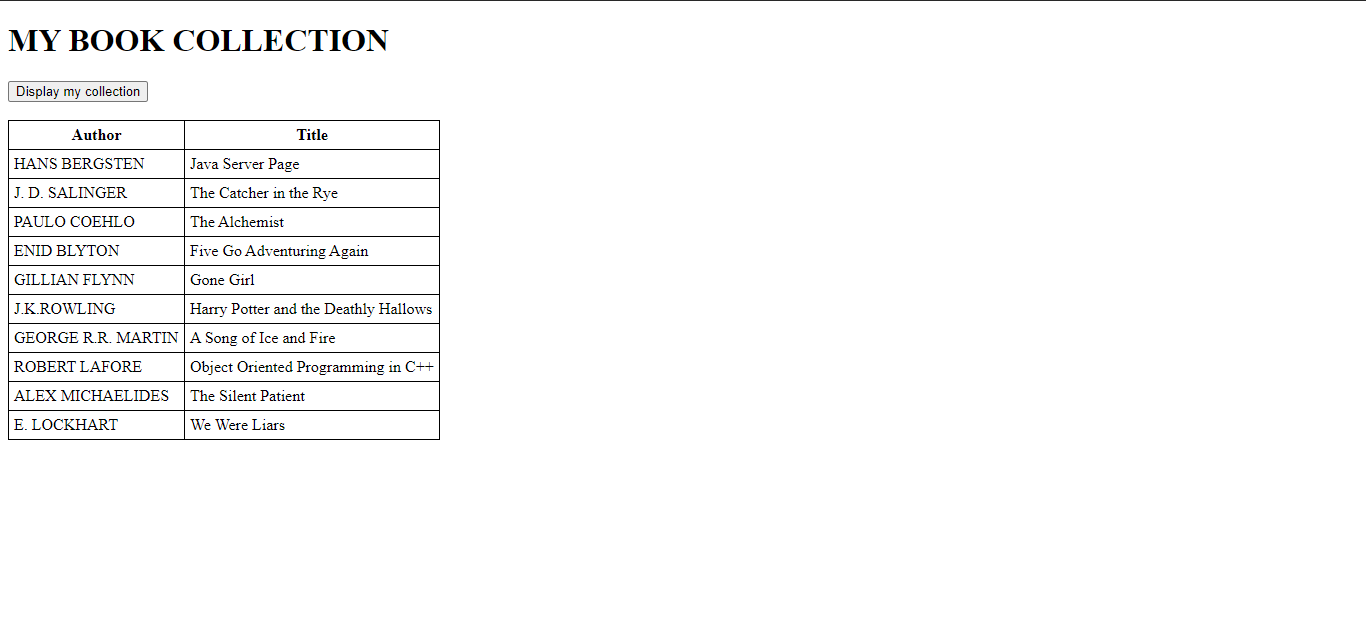 MY BOOK COLLECTION
Display my collection
Author Title
HANS BERGSTEN Java Server Page
J. D. SALINGER The Catcher in the Rye
PAULO COEHLO The Alchemist
ENID BLYTON Five Go Adventuring Again
GILLIAN FLYNN Gone Girl
J.K.ROWLING Harry Potter and the Deathly Hallows
GEORGE R.R. MARTIN A Song of Ice and Fire
ROBERT LAFORE Object Oriented Programming in C++
ALEX MICHAELIDES The Silent Patient
E. LOCKHART We Were Liars